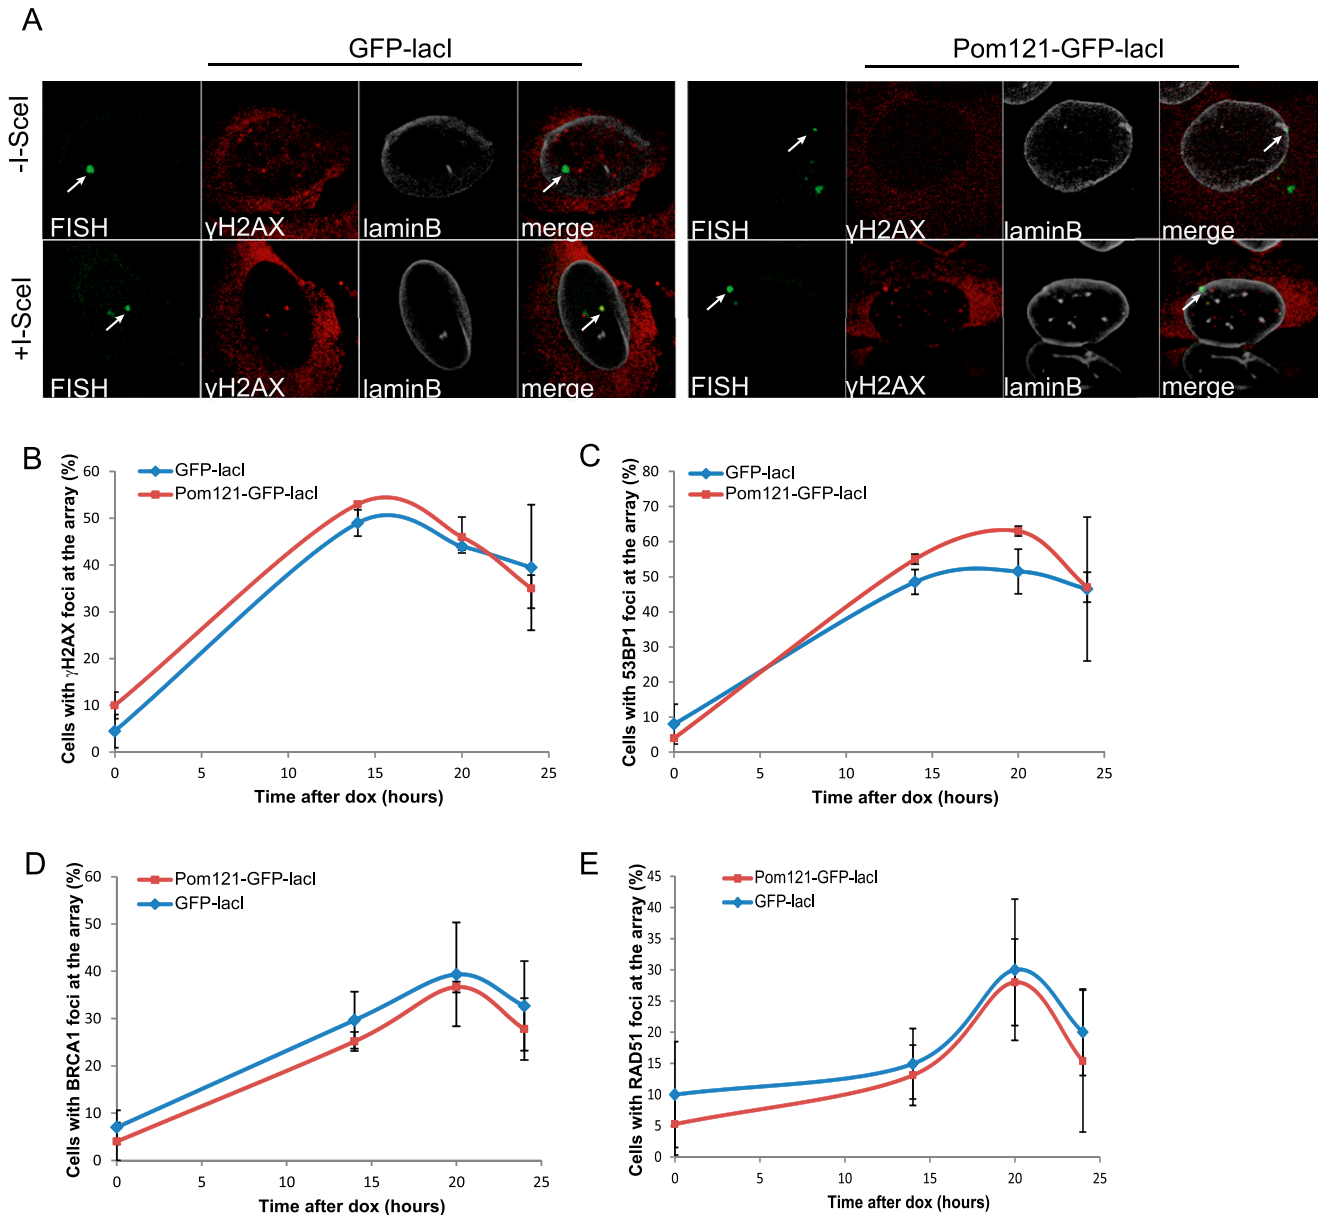 A
GFP-lacI
Pom121-GFP-lacI
-I-SceI
FISH
γH2AX
laminB
merge
FISH
γH2AX
laminB
merge
+I-SceI
FISH
γH2AX
laminB
merge
FISH
γH2AX
laminB
merge
B
Cells with γH2AX foci at the array (%)
GFP-lacI
Pom121-GFP-lacI
60
50
40
30
20
10
0
0 5 10 15 20 25
Time after dox (hours)
C
Cells with 53BP1 foci at the array (%)
GFP-lacI
Pom121-GFP-lacI
80
70
60
50
40
30
20
10
0
0 5 10 15 20 25
Time after dox (hours)
D
Cells with BRCA1 foci at the array (%)
Pom121-GFP-lacI
GFP-lacI
60
50
40
30
20
10
0
0 5 10 15 20 25
Time after dox (hours)
E
Cells with RAD51 foci at the array (%)
Pom121-GFP-lacI
GFP-lacI
45
40
35
30
25
20
15
10
5
0
0 5 10 15 20 25
Time after dox (hours)